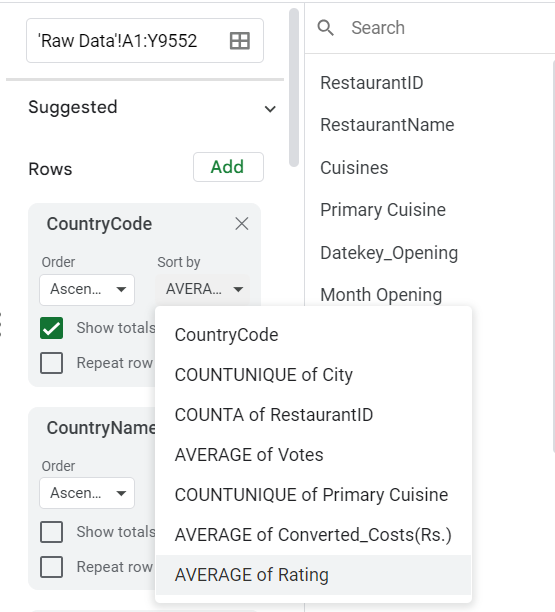 'Raw Data'!A1:Y9552
Suggested
Rows
Add
CountryCode
Order
Sort by
Ascen...
AVERA...
Show totals
Repeat row
CountryName
Order
Ascen...
Show totals
Repeat row
CountryCode
COUNTUNIQUE of City
COUNTA of RestaurantID
AVERAGE of Votes
COUNTUNIQUE of Primary Cuisine
AVERAGE of Converted_Costs(Rs.)
AVERAGE of Rating
Search
RestaurantID
RestaurantName
Cuisines
Primary Cuisine
Datekey_Opening
Month Opening